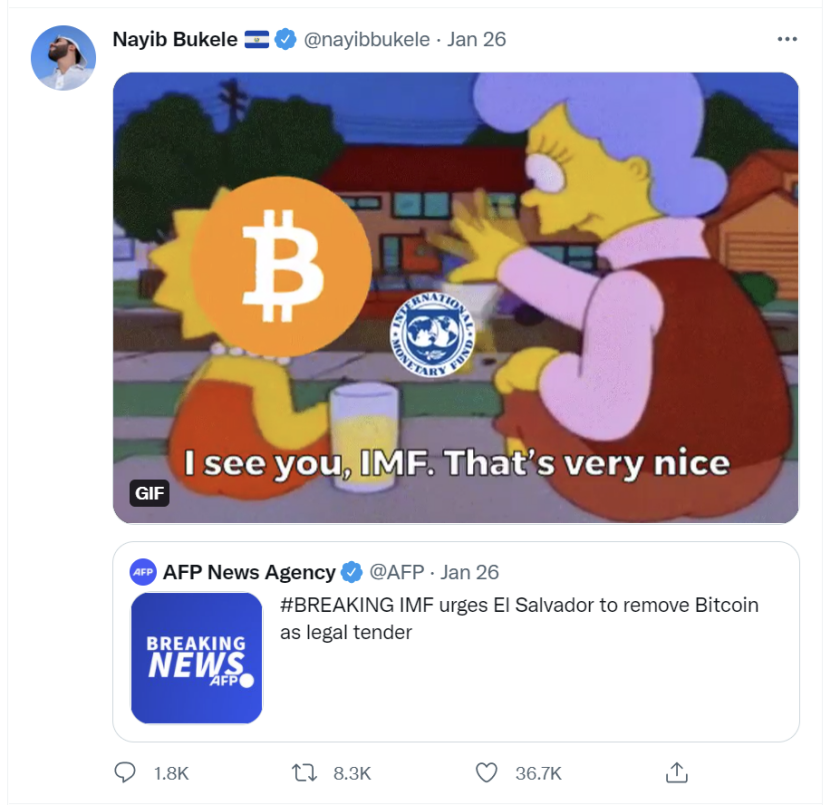 Nayib Bukele @nayibbukele · Jan 26
INTERNATIONAL MONETARY FUND
I see you, IMF. That's very nice
GIF
AFP AFP News Agency @AFP · Jan 26
#BREAKING IMF urges El Salvador to remove Bitcoin
as legal tender
BREAKING
NEWS
AFP
1.8K 8.3K 36.7K